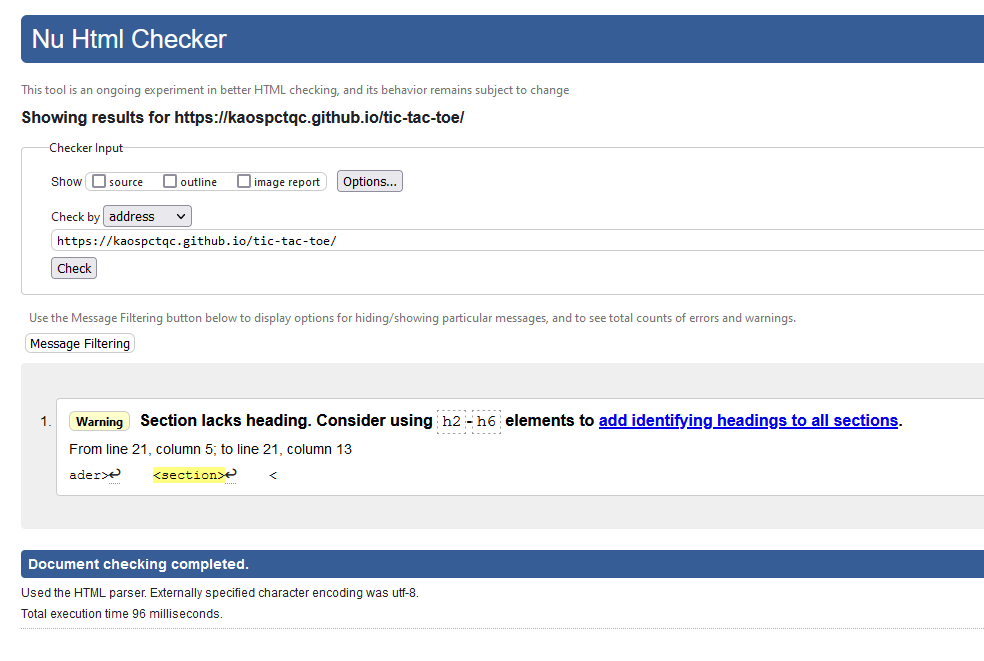 Nu Html Checker
This tool is an ongoing experiment in better HTML checking, and its behavior remains subject to change
Showing results for https://kaospctqc.github.io/tic-tac-toe/
Checker Input
Show source outline image report Options...
Check by address
https://kaospctqc.github.io/tic-tac-toe/
Check
Use the Message Filtering button below to display options for hiding/showing particular messages, and to see total counts of errors and warnings.
Message Filtering
1. Warning Section lacks heading. Consider using h2-h6 elements to add identifying headings to all sections.
From line 21, column 5; to line 21, column 13
ader>↩ <section>↩ <
Document checking completed.
Used the HTML parser. Externally specified character encoding was utf-8.
Total execution time 96 milliseconds.